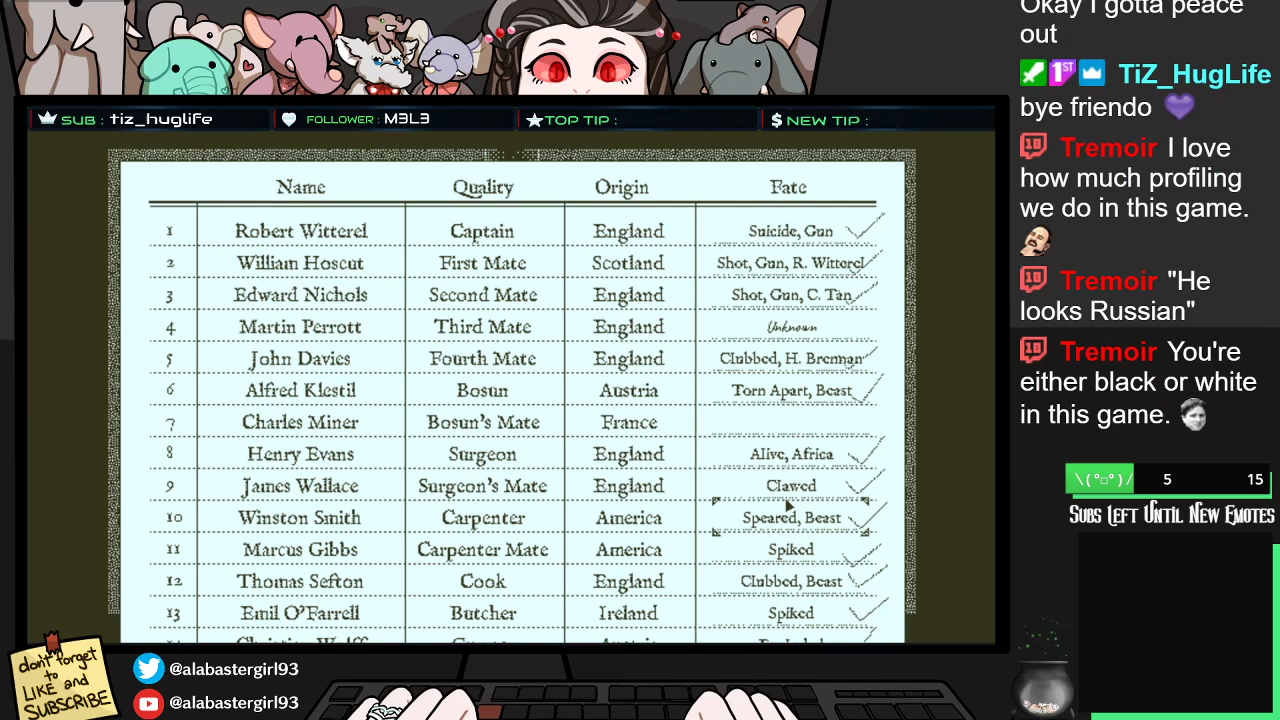 SUB : tiz_huglife
FOLLOWER : M3L3
TOP TIP :
$ NEW TIP :
Name Quality Origin Fate
1 Robert Witterel Captain England Suicide, Gun
2 William Hoscut First Mate Scotland Shot, Gun, R. Witterel
3 Edward Nichols Second Mate England Shot, Gun, C. Tan
4 Martin Perrott Third Mate England Unknown
5 John Davies Fourth Mate England Clubbed, H. Brennan
6 Alfred Klestil Bosun Austria Torn Apart, Beast
7 Charles Miner Bosun's Mate France
8 Henry Evans Surgeon England Alive, Africa
9 James Wallace Surgeon's Mate England Clawed
10 Winston Smith Carpenter America Speared, Beast
11 Marcus Gibbs Carpenter Mate America Spiked
12 Thomas Sefton Cook England Clubbed, Beast
13 Emil O'Farrell Butcher Ireland Spiked
Okay I gotta peace
out
1ST TiZ_HugLife
bye friendo
18 Tremoir I love
how much profiling
we do in this game.
18 Tremoir "He
looks Russian"
18 Tremoir You're
either black or white
in this game.
\(°□°)/ 5 15
SUBS LEFT UNTIL NEW EMOTES
don't forget
to
LIKE and
SUBSCRIBE
@alabastergirl93
@alabastergirl93